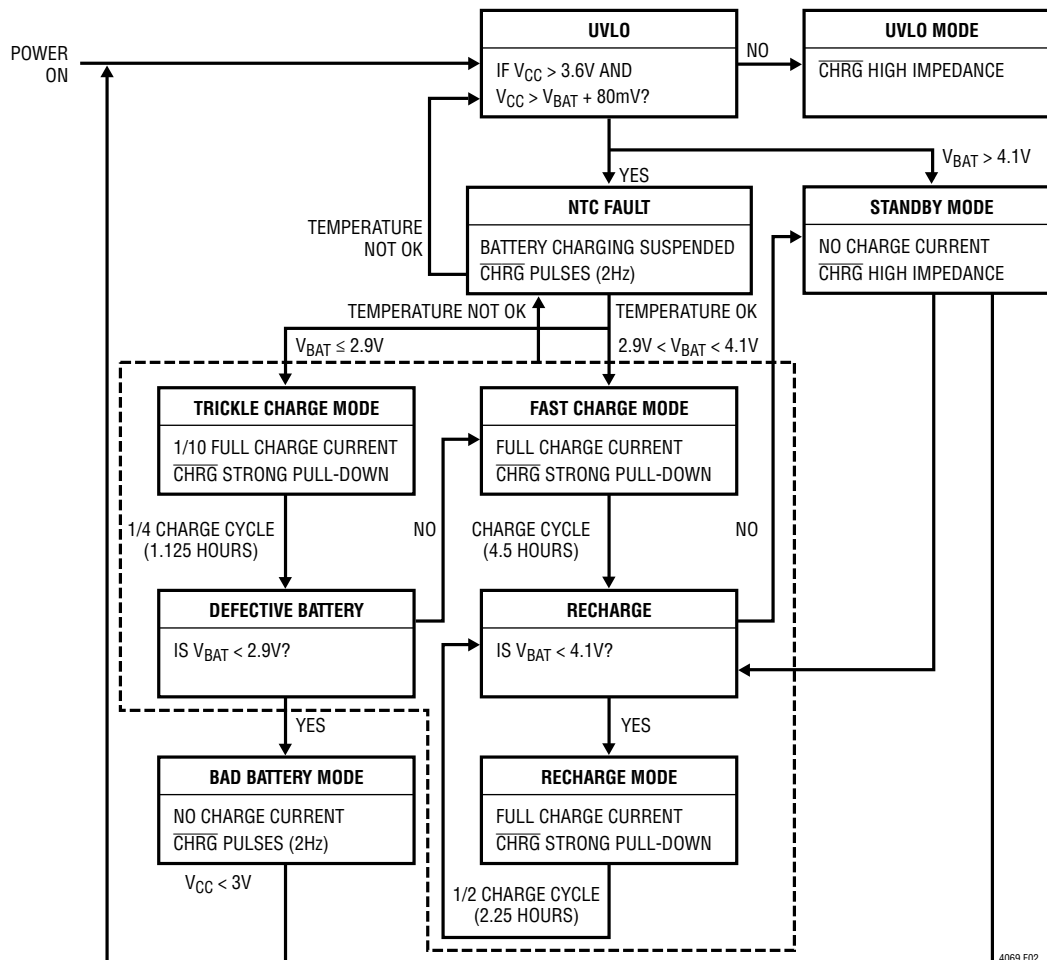 POWER
ON
UVLO
IF VCC > 3.6V AND
VCC > VBAT + 80mV?
NO
UVLO MODE
CHRG HIGH IMPEDANCE
YES
VBAT > 4.1V
NTC FAULT
BATTERY CHARGING SUSPENDED
CHRG PULSES (2Hz)
TEMPERATURE
NOT OK
STANDBY MODE
NO CHARGE CURRENT
CHRG HIGH IMPEDANCE
TEMPERATURE NOT OK
TEMPERATURE OK
VBAT ≤ 2.9V
2.9V < VBAT < 4.1V
TRICKLE CHARGE MODE
1/10 FULL CHARGE CURRENT
CHRG STRONG PULL-DOWN
FAST CHARGE MODE
FULL CHARGE CURRENT
CHRG STRONG PULL-DOWN
1/4 CHARGE CYCLE
(1.125 HOURS)
NO
CHARGE CYCLE
(4.5 HOURS)
NO
DEFECTIVE BATTERY
IS VBAT < 2.9V?
RECHARGE
IS VBAT < 4.1V?
YES
YES
BAD BATTERY MODE
NO CHARGE CURRENT
CHRG PULSES (2Hz)
RECHARGE MODE
FULL CHARGE CURRENT
CHRG STRONG PULL-DOWN
VCC < 3V
1/2 CHARGE CYCLE
(2.25 HOURS)
4069 F02